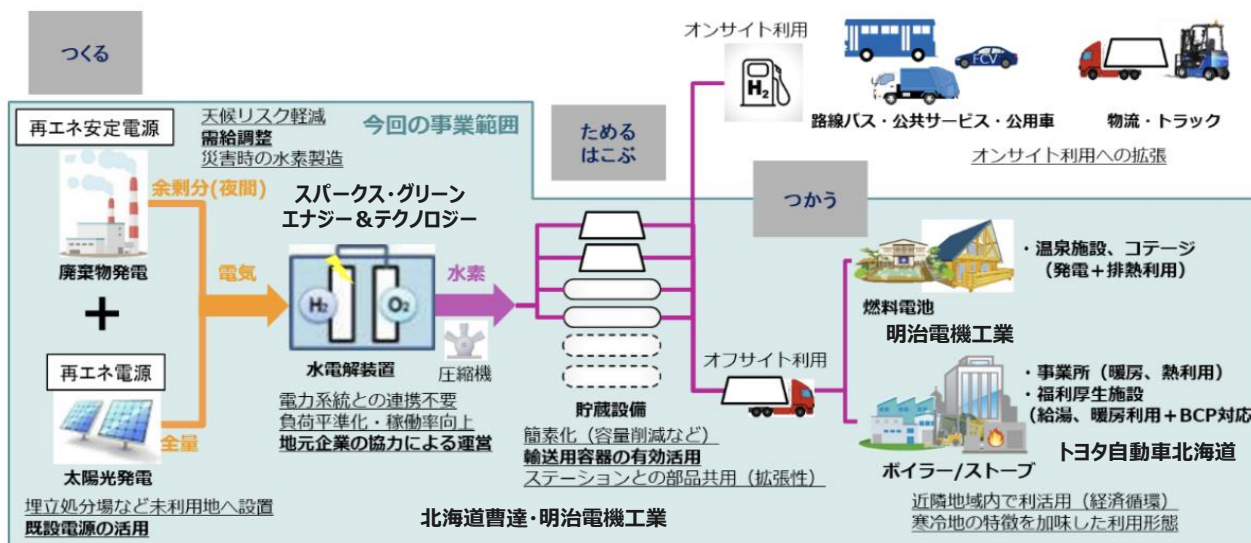 つくる
今回の事業範囲
再エネ安定電源
天候リスク軽減
需給調整
災害時の水素製造
余剰分(夜間)
廃棄物発電
+
再エネ電源
全量
太陽光発電
埋立処分場など未利用地へ設置
既設電源の活用
電気
スパークス・グリーン
エナジー&テクノロジー
H2
O2
水電解装置
電力系統との連携不要
負荷平準化・稼働率向上
地元企業の協力による運営
水素
圧縮機
ためる
はこぶ
貯蔵設備
簡素化(容量削減など)
輸送用容器の有効活用
ステーションとの部品共用(拡張性)
北海道曹達・明治電機工業
オンサイト利用
H2
FCV
路線バス・公共サービス・公用車
物流・トラック
オンサイト利用への拡張
つかう
オフサイト利用
燃料電池
明治電機工業
・温泉施設、コテージ
(発電+排熱利用)
ボイラー/ストーブ
・事業所(暖房、熱利用)
・福利厚生施設
(給湯、暖房利用+BCP対応
トヨタ自動車北海道
近隣地域内で利活用(経済循環)
寒冷地の特徴を加味した利用形態